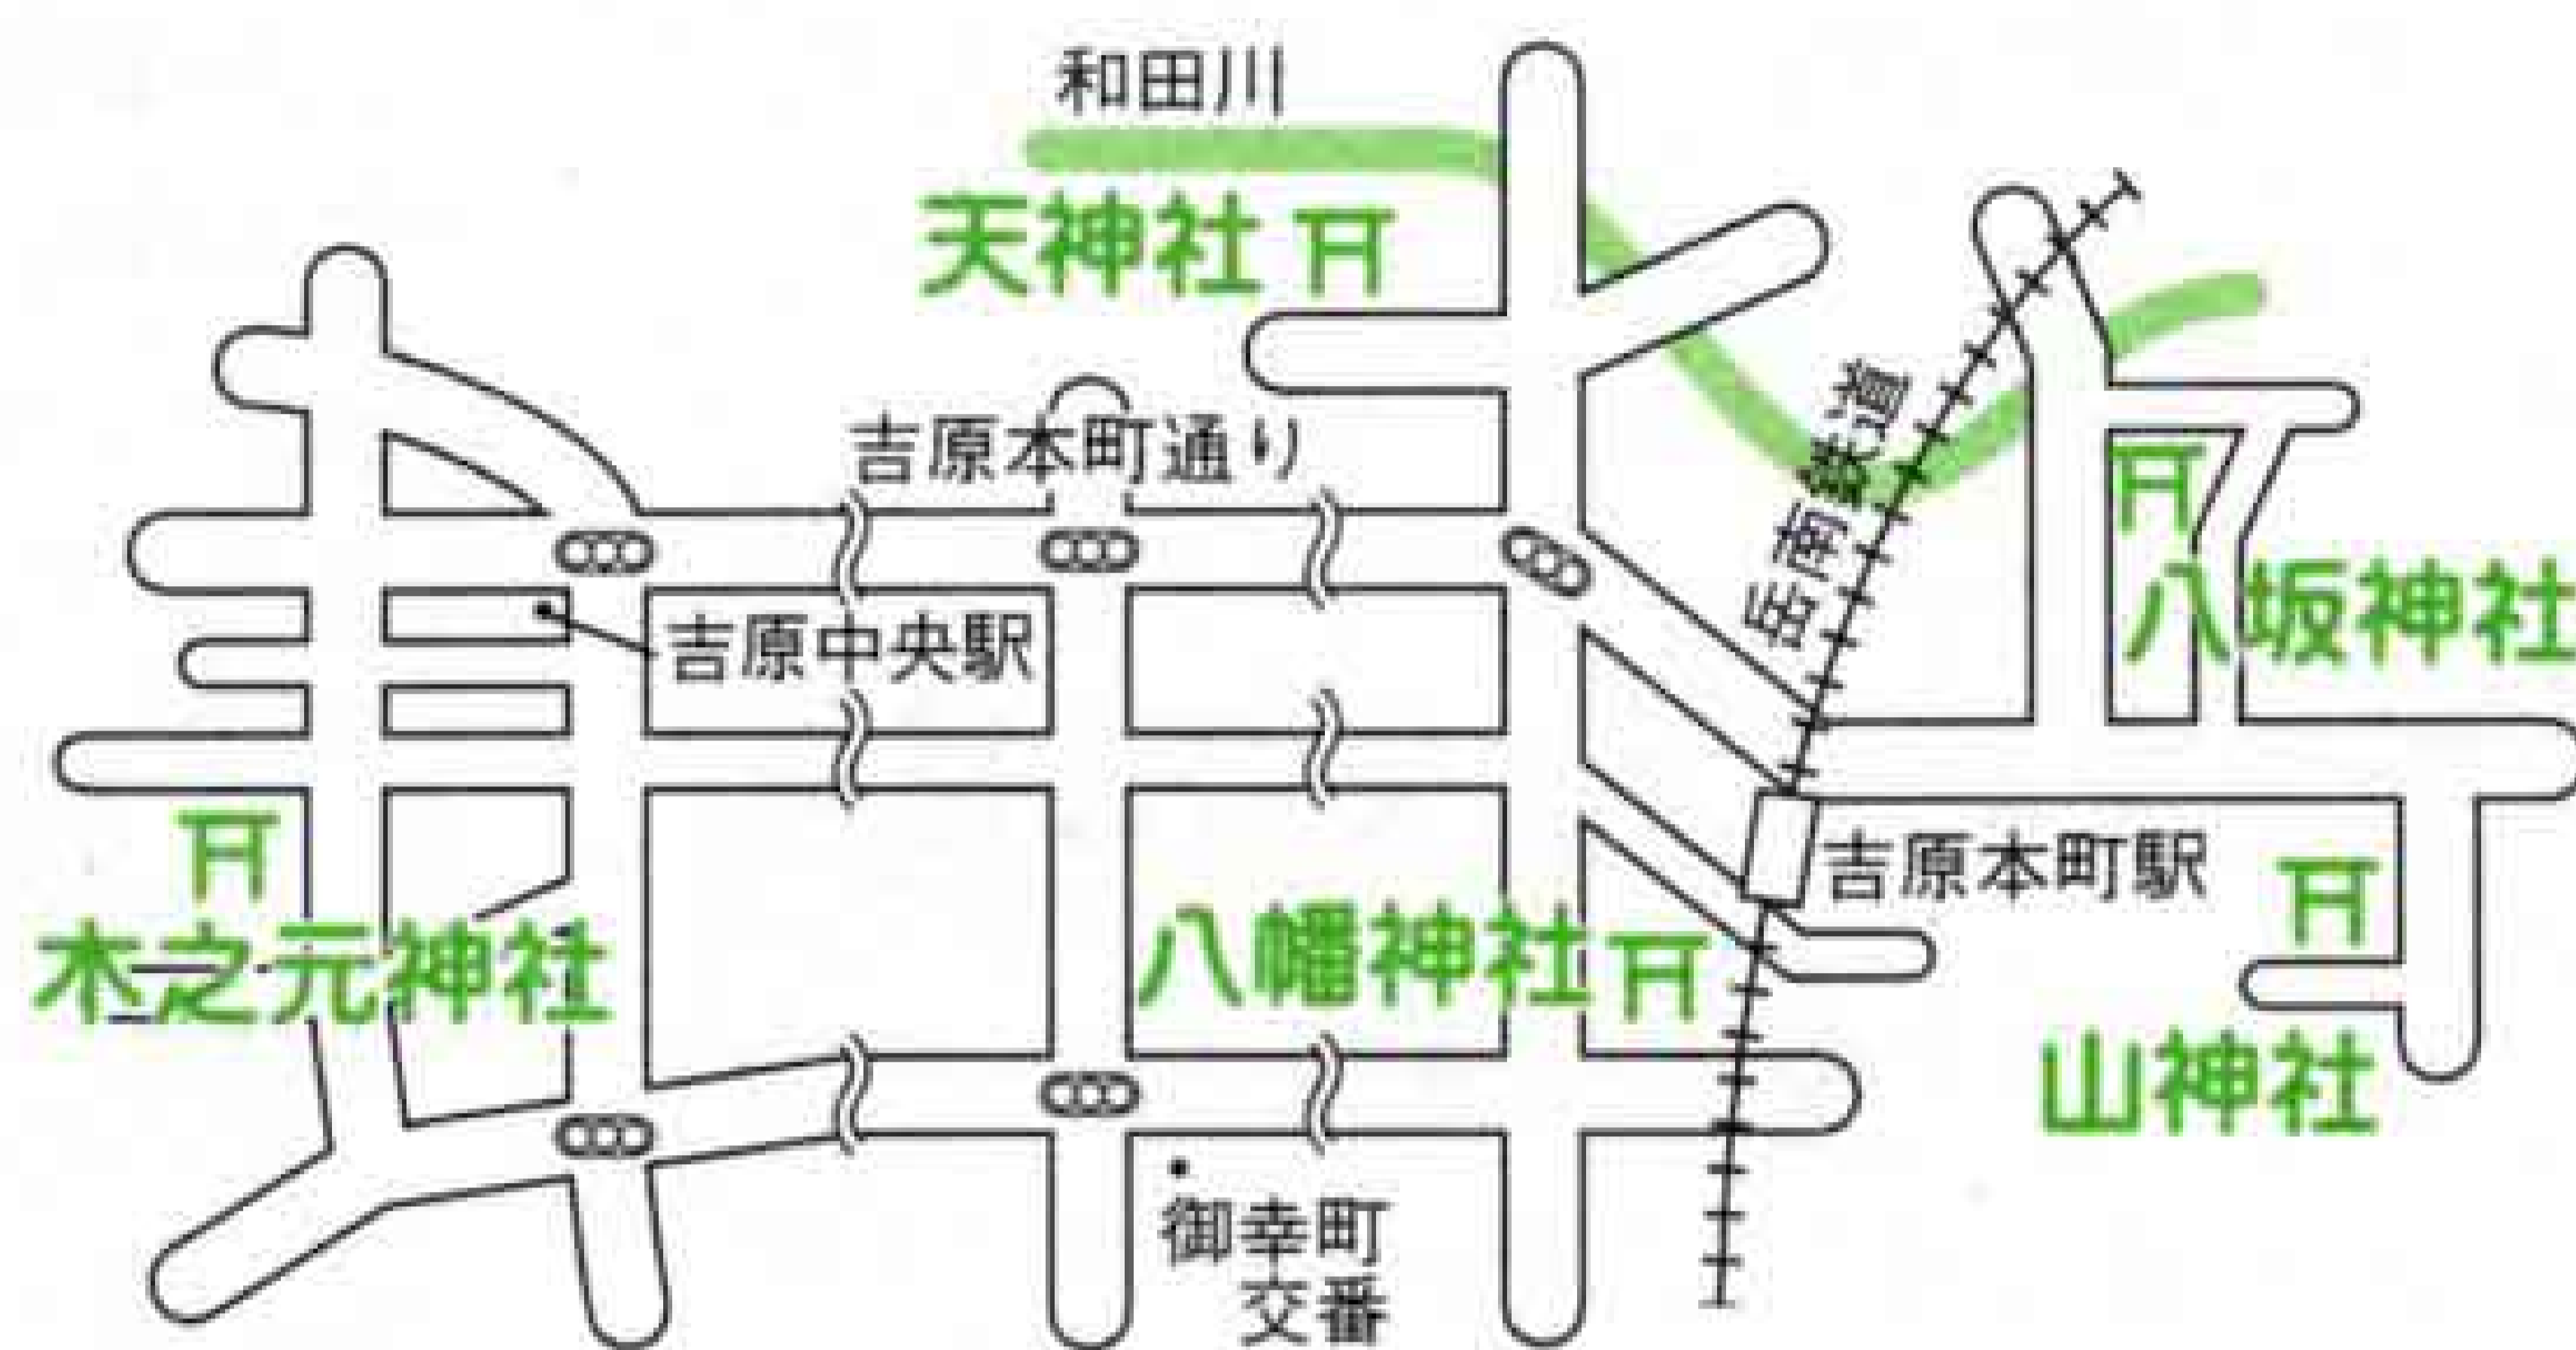 和田川
天神社
吉原本町通り
岳南鉄道
八坂神社
吉原中央駅
吉原本町駅
木之元神社
八幡神社
山神社
御幸町
交番